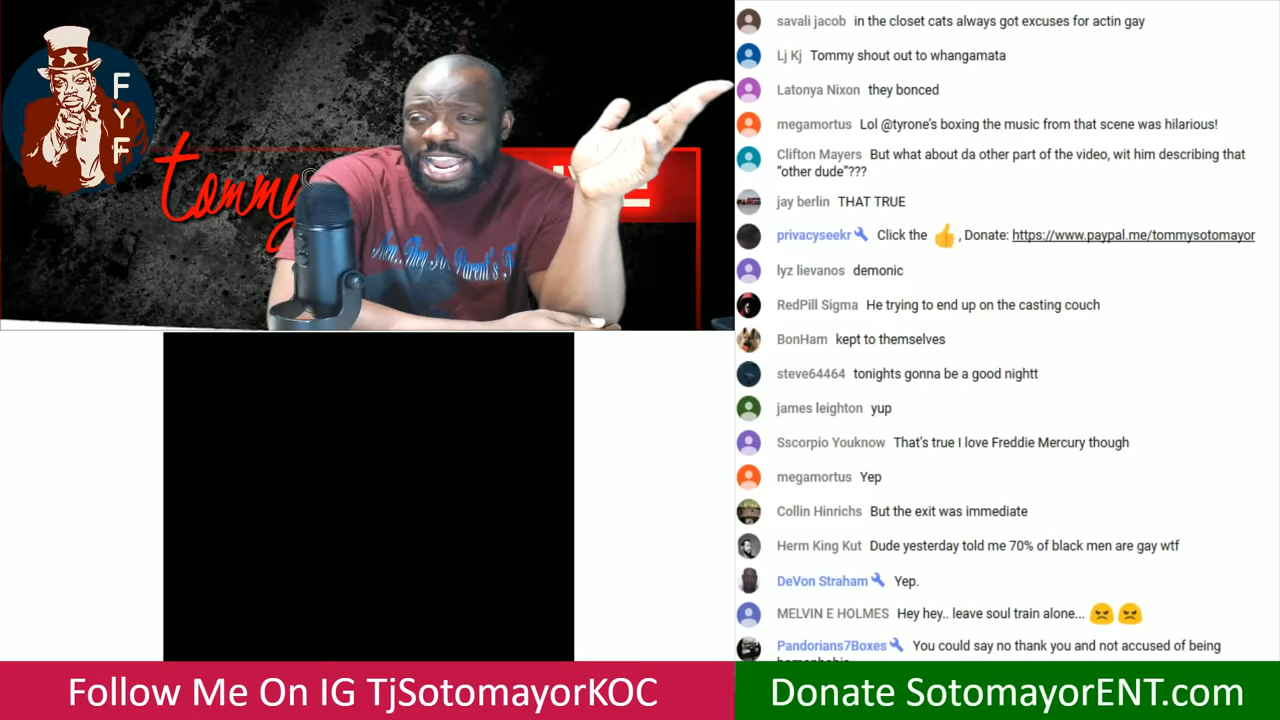 F
Y
F
tommy
savali jacob in the closet cats always got excuses for actin gay
Lj Kj Tommy shout out to whangamata
Latonya Nixon they bonced
megamortus Lol @tyrone's boxing the music from that scene was hilarious!
Clifton Mayers But what about da other part of the video, wit him describing that
“other dude”???
jay berlin THAT TRUE
privacyseekr Click the 👍 , Donate: https://www.paypal.me/tommysotomayor
lyz lievanos demonic
RedPill Sigma He trying to end up on the casting couch
BonHam kept to themselves
steve64464 tonights gonna be a good nightt
james leighton yup
Sscorpio Youknow That's true I love Freddie Mercury though
megamortus Yep
Collin Hinrichs But the exit was immediate
Herm King Kut Dude yesterday told me 70% of black men are gay wtf
DeVon Straham Yep.
MELVIN E HOLMES Hey hey.. leave soul train alone... 😠 😠
Pandorians7Boxes You could say no thank you and not accused of being
Follow Me On IG TjSotomayorKOC
Donate SotomayorENT.com